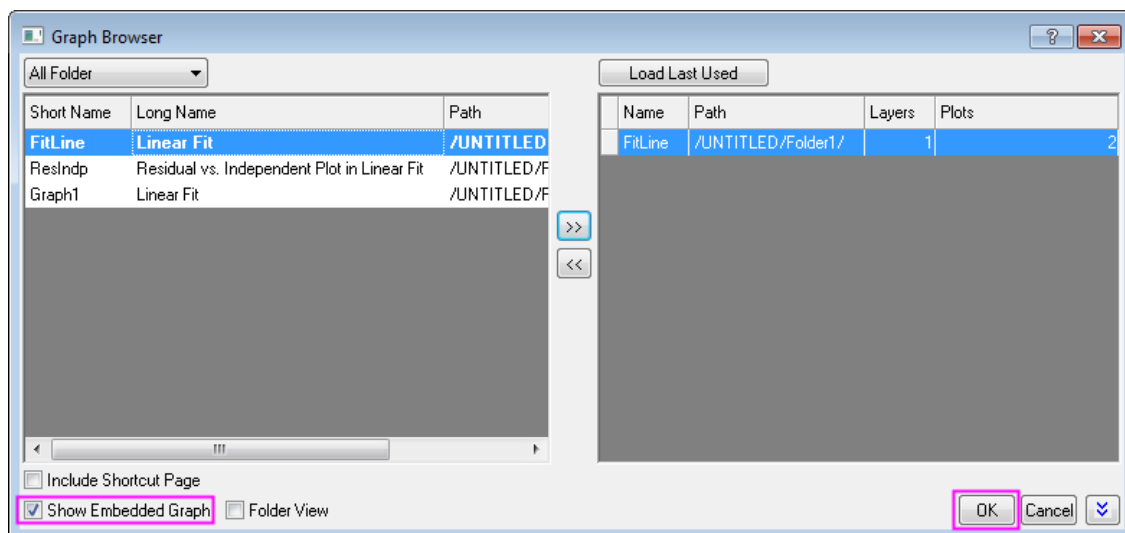 Graph Browser
All Folder
Load Last Used
Short Name Long Name Path
Name Path Layers Plots
FitLine Linear Fit /UNTITLED
FitLine /UNTITLED/Folder1/ 1 2
ResIndp Residual vs. Independent Plot in Linear Fit /UNTITLED/F
Graph1 Linear Fit /UNTITLED/F
>>
<<
Include Shortcut Page
Show Embedded Graph Folder View
OK Cancel